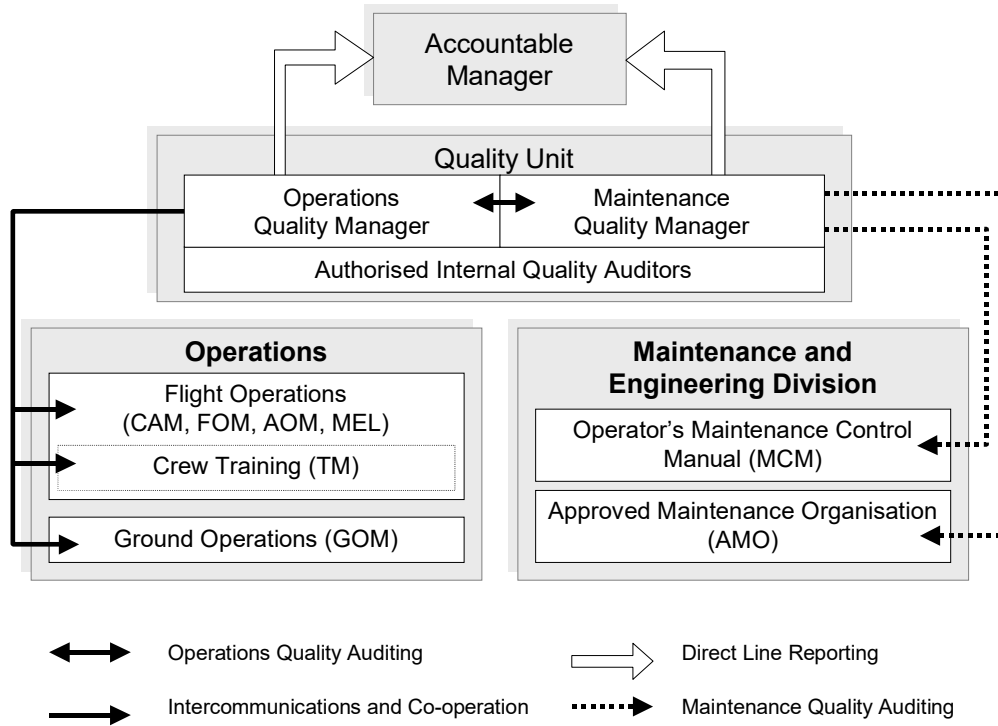 Accountable
Manager
Quality Unit
Operations
Quality Manager
Maintenance
Quality Manager
Authorised Internal Quality Auditors
Operations
Flight Operations
(CAM, FOM, AOM, MEL)
Crew Training (TM)
Ground Operations (GOM)
Maintenance and
Engineering Division
Operator’s Maintenance Control
Manual (MCM)
Approved Maintenance Organisation
(AMO)
Operations Quality Auditing
Direct Line Reporting
Intercommunications and Co-operation
Maintenance Quality Auditing